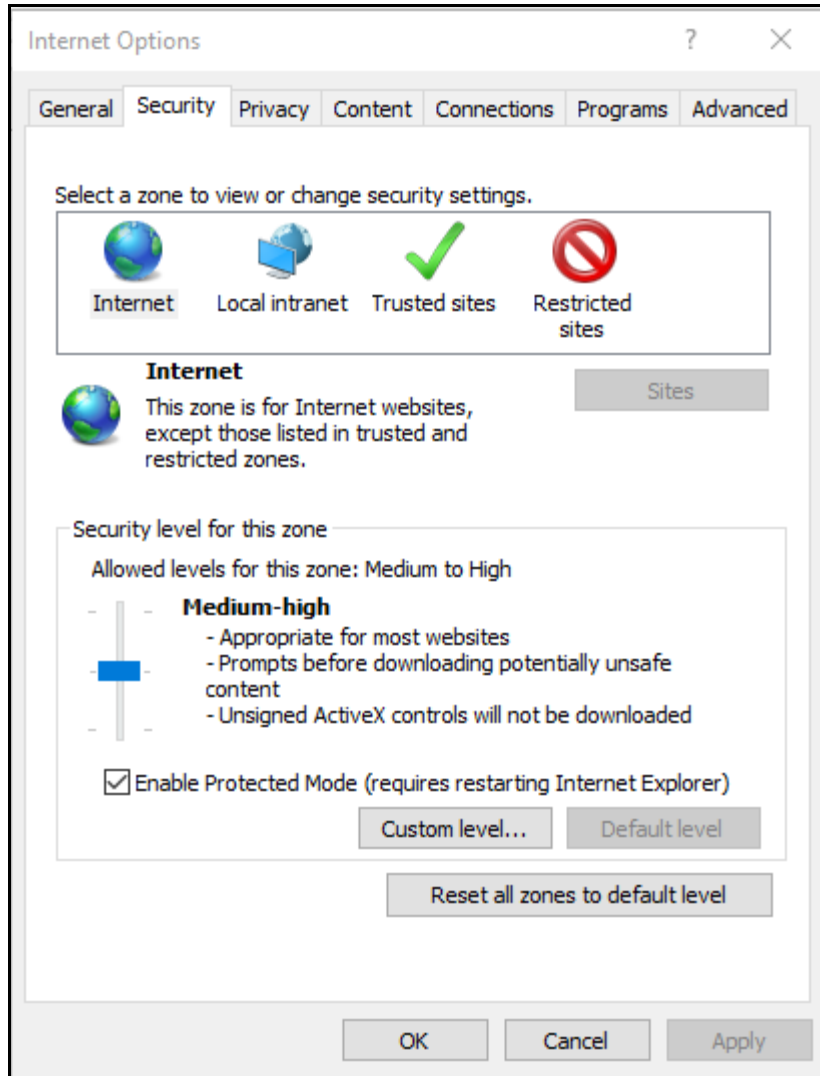 Internet Options
?
General Security Privacy Content Connections Programs Advanced
Select a zone to view or change security settings.
Internet
Local intranet
Trusted sites
Restricted
sites
Internet
Sites
This zone is for Internet websites,
except those listed in trusted and
restricted zones.
Security level for this zone
Allowed levels for this zone: Medium to High
Medium-high
- Appropriate for most websites
- Prompts before downloading potentially unsafe
content
- Unsigned ActiveX controls will not be downloaded
Enable Protected Mode (requires restarting Internet Explorer)
Custom level...
Default level
Reset all zones to default level
OK
Cancel
Apply